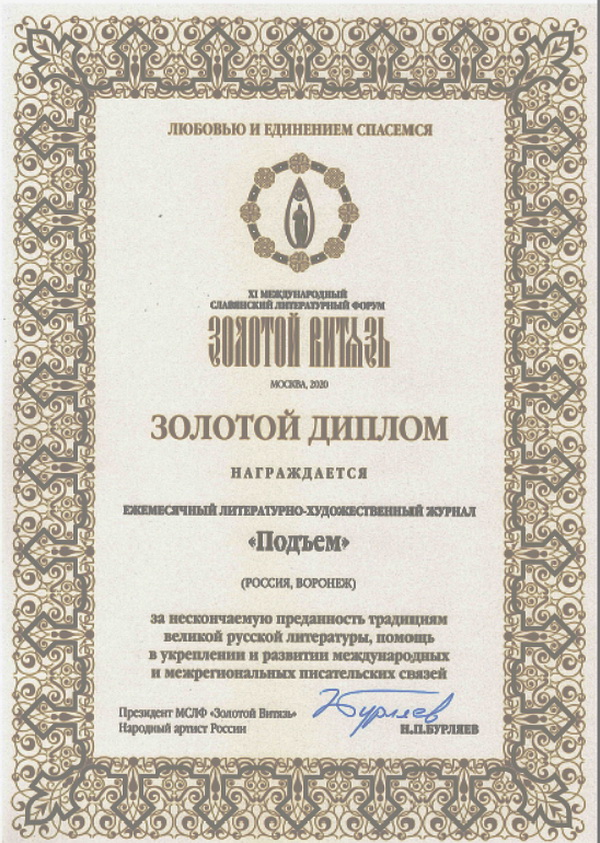 ЛЮБОВЬЮ И ЕДИНЕНИЕМ СПАСЕМСЯ
XI МЕЖДУНАРОДНЫЙ
СЛАВЯНСКИЙ ЛИТЕРАТУРНЫЙ ФОРУМ
ЗОЛОТОЙ ВИТЯЗЬ
МОСКВА, 2020
ЗОЛОТОЙ ДИПЛОМ
НАГРАЖДАЕТСЯ
ЕЖЕМЕСЯЧНЫЙ ЛИТЕРАТУРНО-ХУДОЖЕСТВЕННЫЙ ЖУРНАЛ
«Подъем»
(РОССИЯ, ВОРОНЕЖ)
за нескончаемую преданность традициям
великой русской литературы, помощь
в укреплении и развитии международных
и межрегиональных писательских связей
Президент МСЛФ «Золотой Витязь»
Народный артист России
Бурляев
Н.П.БУРЛЯЕВ